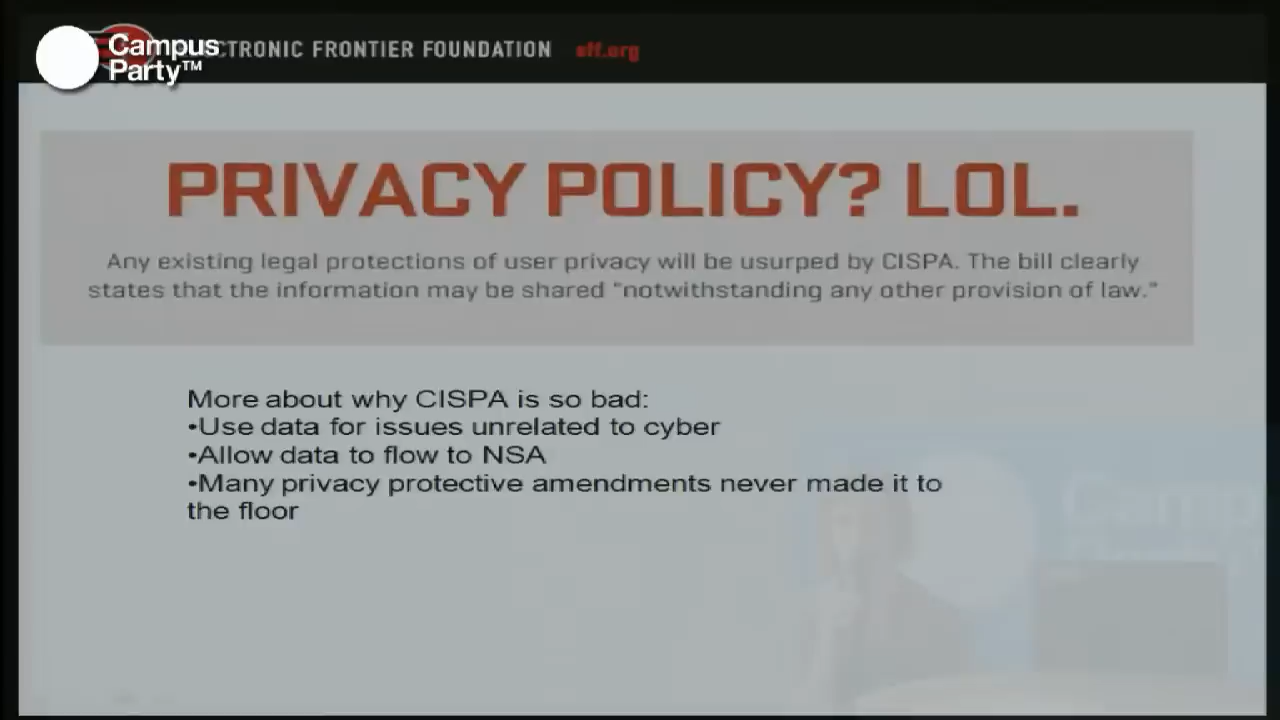 Campus
Party™
CTRONIC FRONTIER FOUNDATION eff.org
PRIVACY POLICY? LOL.
Any existing legal protections of user privacy will be usurped by CISPA. The bill clearly
states that the information may be shared "notwithstanding any other provision of law."
More about why CISPA is so bad:
•Use data for issues unrelated to cyber
•Allow data to flow to NSA
•Many privacy protective amendments never made it to
the floor
Camp